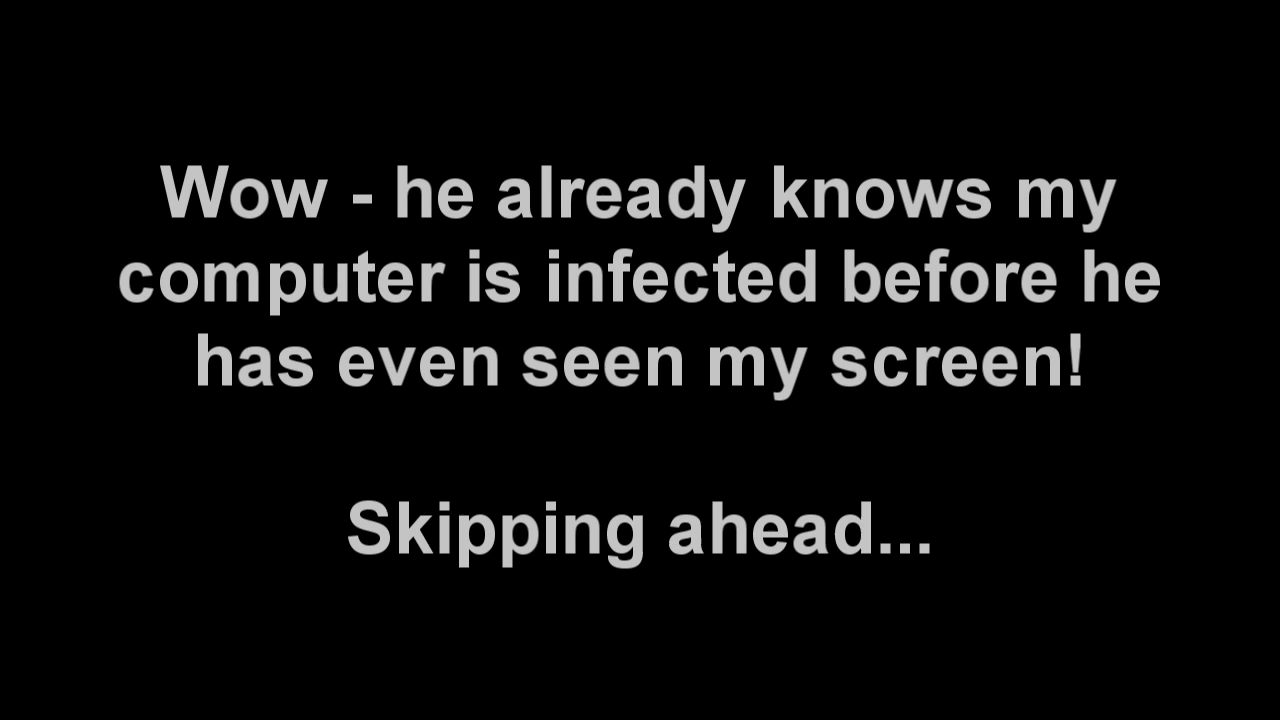 Wow - he already knows my
computer is infected before he
has even seen my screen!
Skipping ahead...